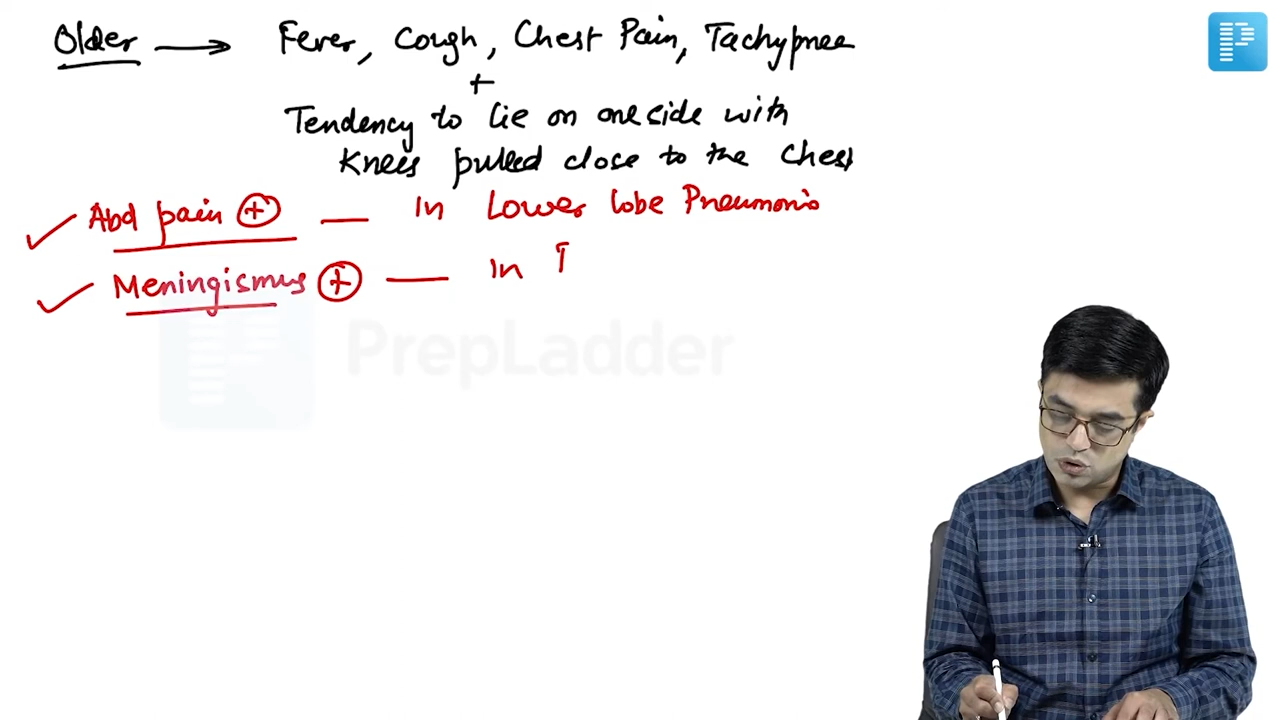 Older → Fever, Cough, Chest Pain, Tachypnea
+
Tendency to lie on one side with
Knees pulled close to the Chest
✓ Abd pain (+) — In Lower lobe Pneumonia
✓ Meningismus (+) — In
PrepLadder